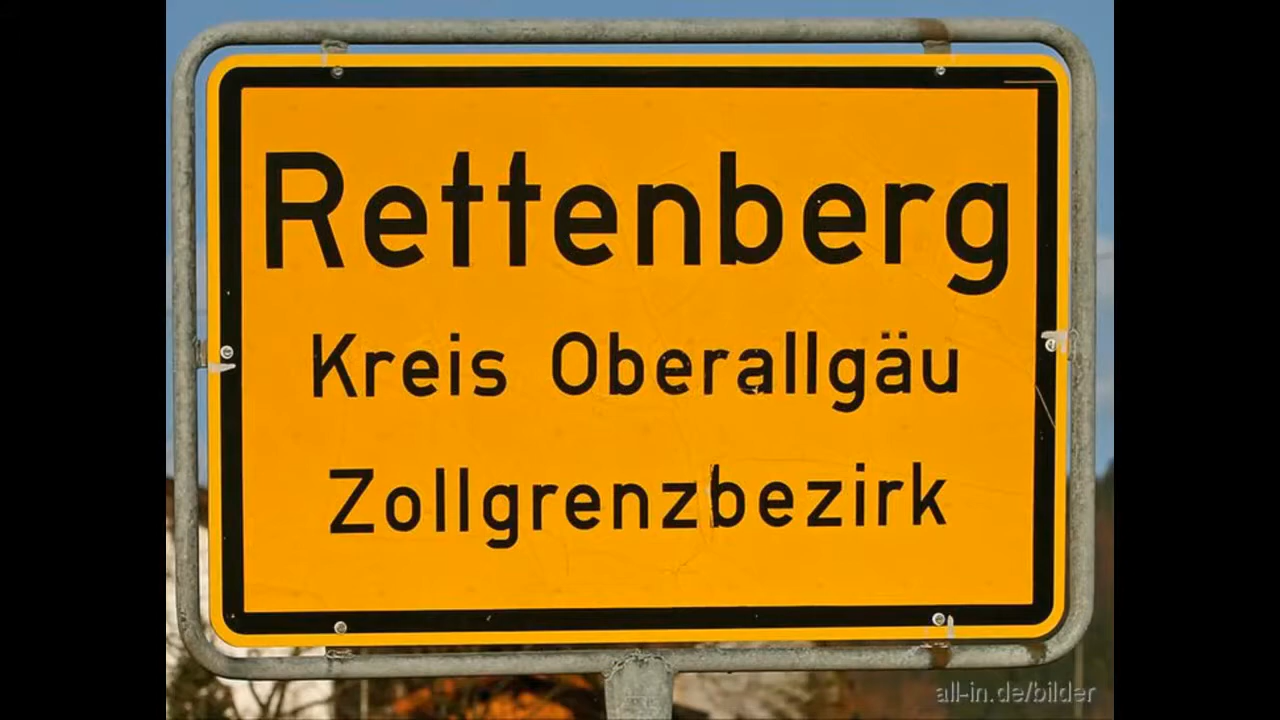 Rettenberg
Kreis Oberallgäu
Zollgrenzbezirk
all-in.de/bilder